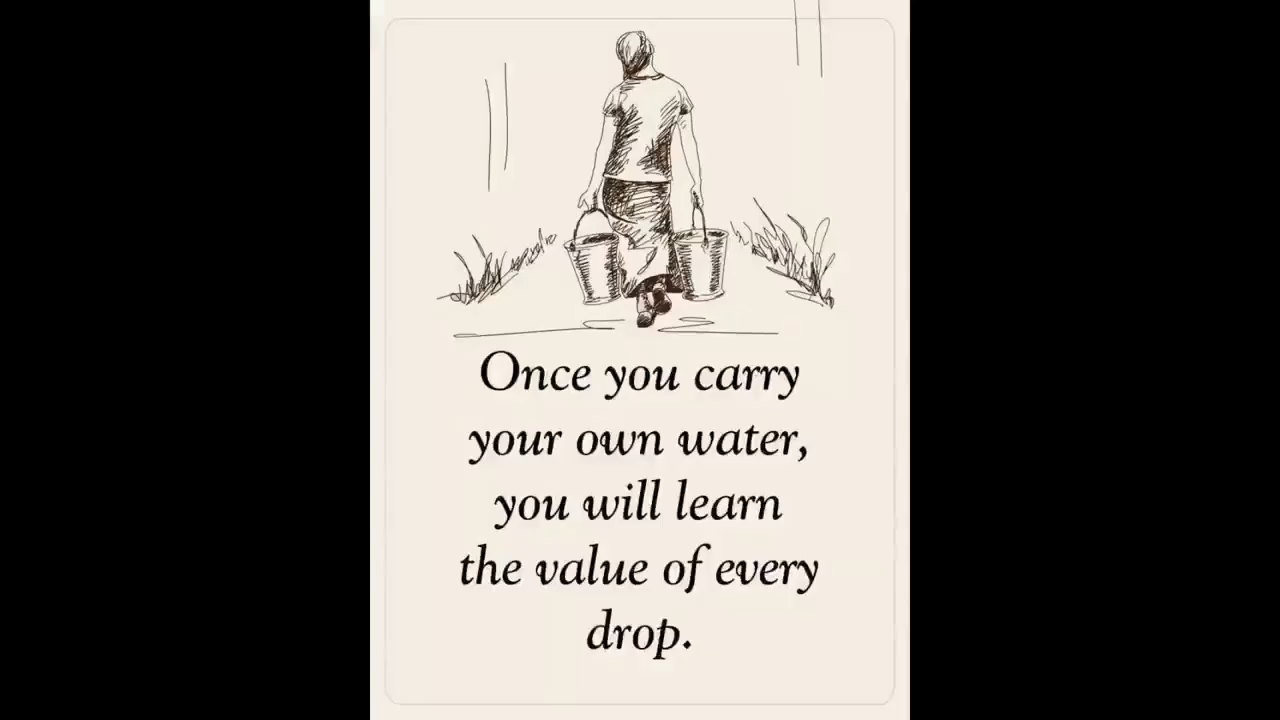 Once you carry
your own water,
you will learn
the value of every
drop.